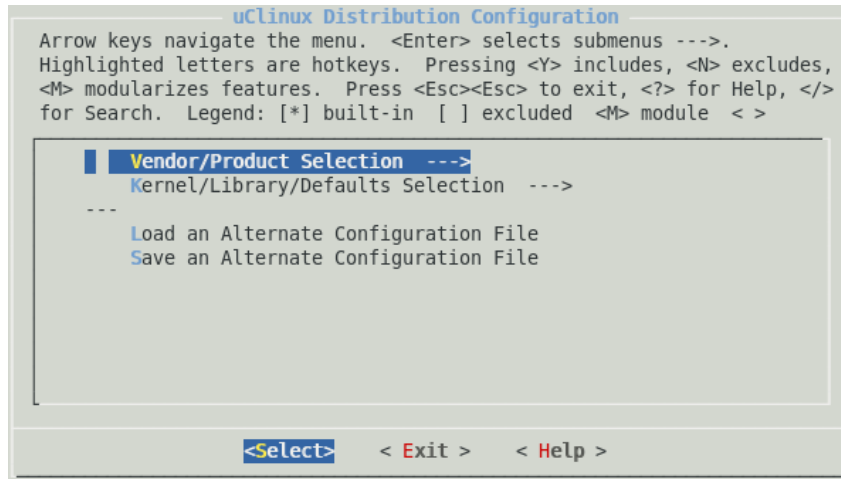 uClinux Distribution Configuration
Arrow keys navigate the menu.  <Enter> selects submenus --->.
Highlighted letters are hotkeys.  Pressing <Y> includes, <N> excludes,
<M> modularizes features.  Press <Esc><Esc> to exit, <?> for Help, </>
for Search.  Legend: [*] built-in  [ ] excluded  <M> module  < >
Vendor/Product Selection  --->
Kernel/Library/Defaults Selection  --->
---
Load an Alternate Configuration File
Save an Alternate Configuration File
<Select>    < Exit >    < Help >